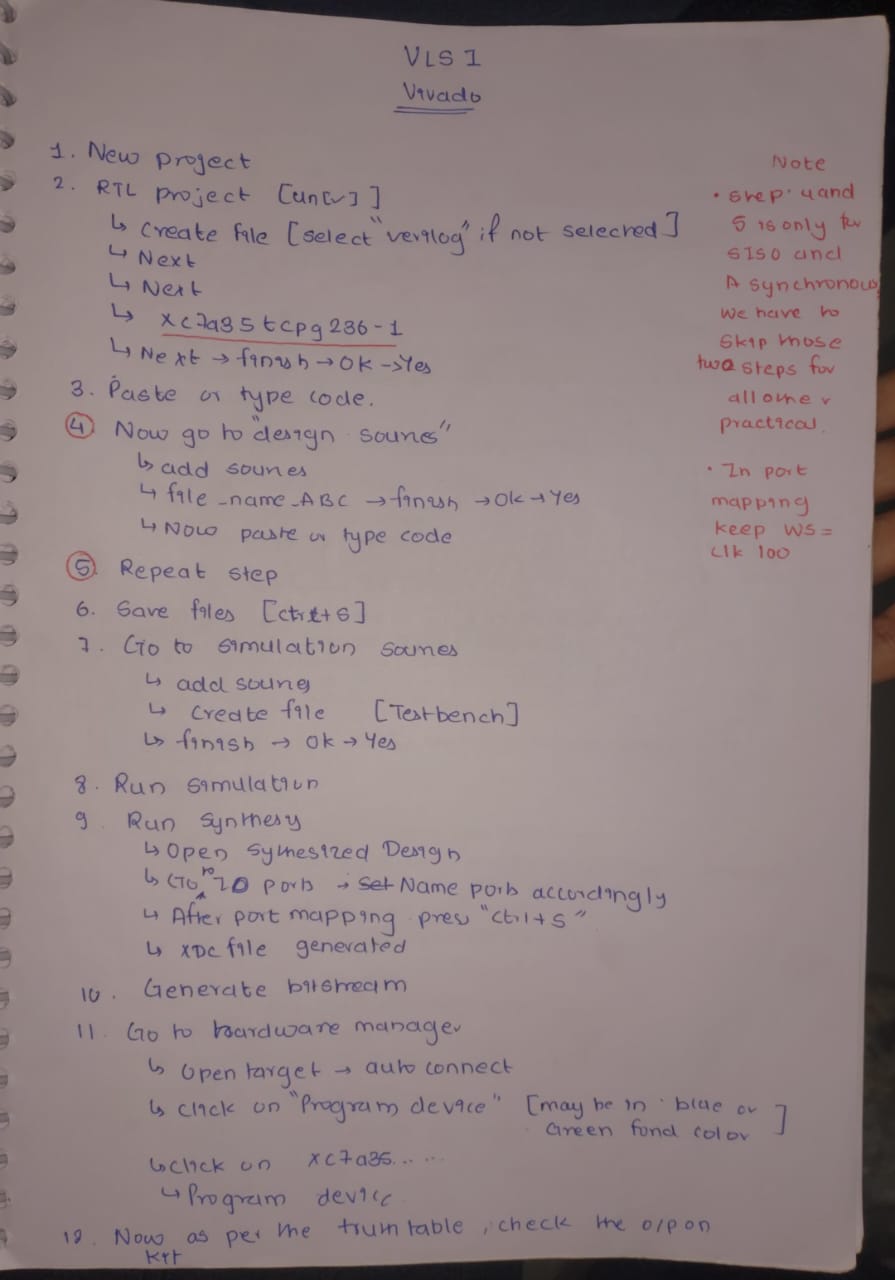 VLSI
Vivado
1. New project
2. RTL project [un[✓]]
↳ Create file [select "verilog" if not selected]
↳ Next
↳ Next
↳ xc7a35tcpg236-1
↳ Next → finish → OK → Yes
3. Paste or type code.
4 Now go to "design sources"
↳ add sources
↳ file_name_ABC → finish → Ok → Yes
↳ Now paste or type code
5 Repeat step
6. Save files [ctrl+S]
7. Go to simulation sources
↳ add sources
↳ Create file [Testbench]
↳ finish → Ok → Yes
8. Run simulation
9. Run synthesy
↳ Open sythesized Design
↳ Go to IO ports → Set Name ports accordingly
↳ After port mapping press "ctrl+s"
↳ XDC file generated
10. Generate bitstream
11. Go to hardware manager
↳ Open target → auto connect
↳ click on "Program device" [may be in blue or
Green fond color]
↳ click on xc7a35.. ...
↳ Program device
12. Now as per the truth table, check the o/p on
kit
Note
• step 4 and
5 is only for
SISO and
Asynchronous
we have to
skip those
two steps for
all other
practical.
• In port
mapping
keep W5 =
clk 100